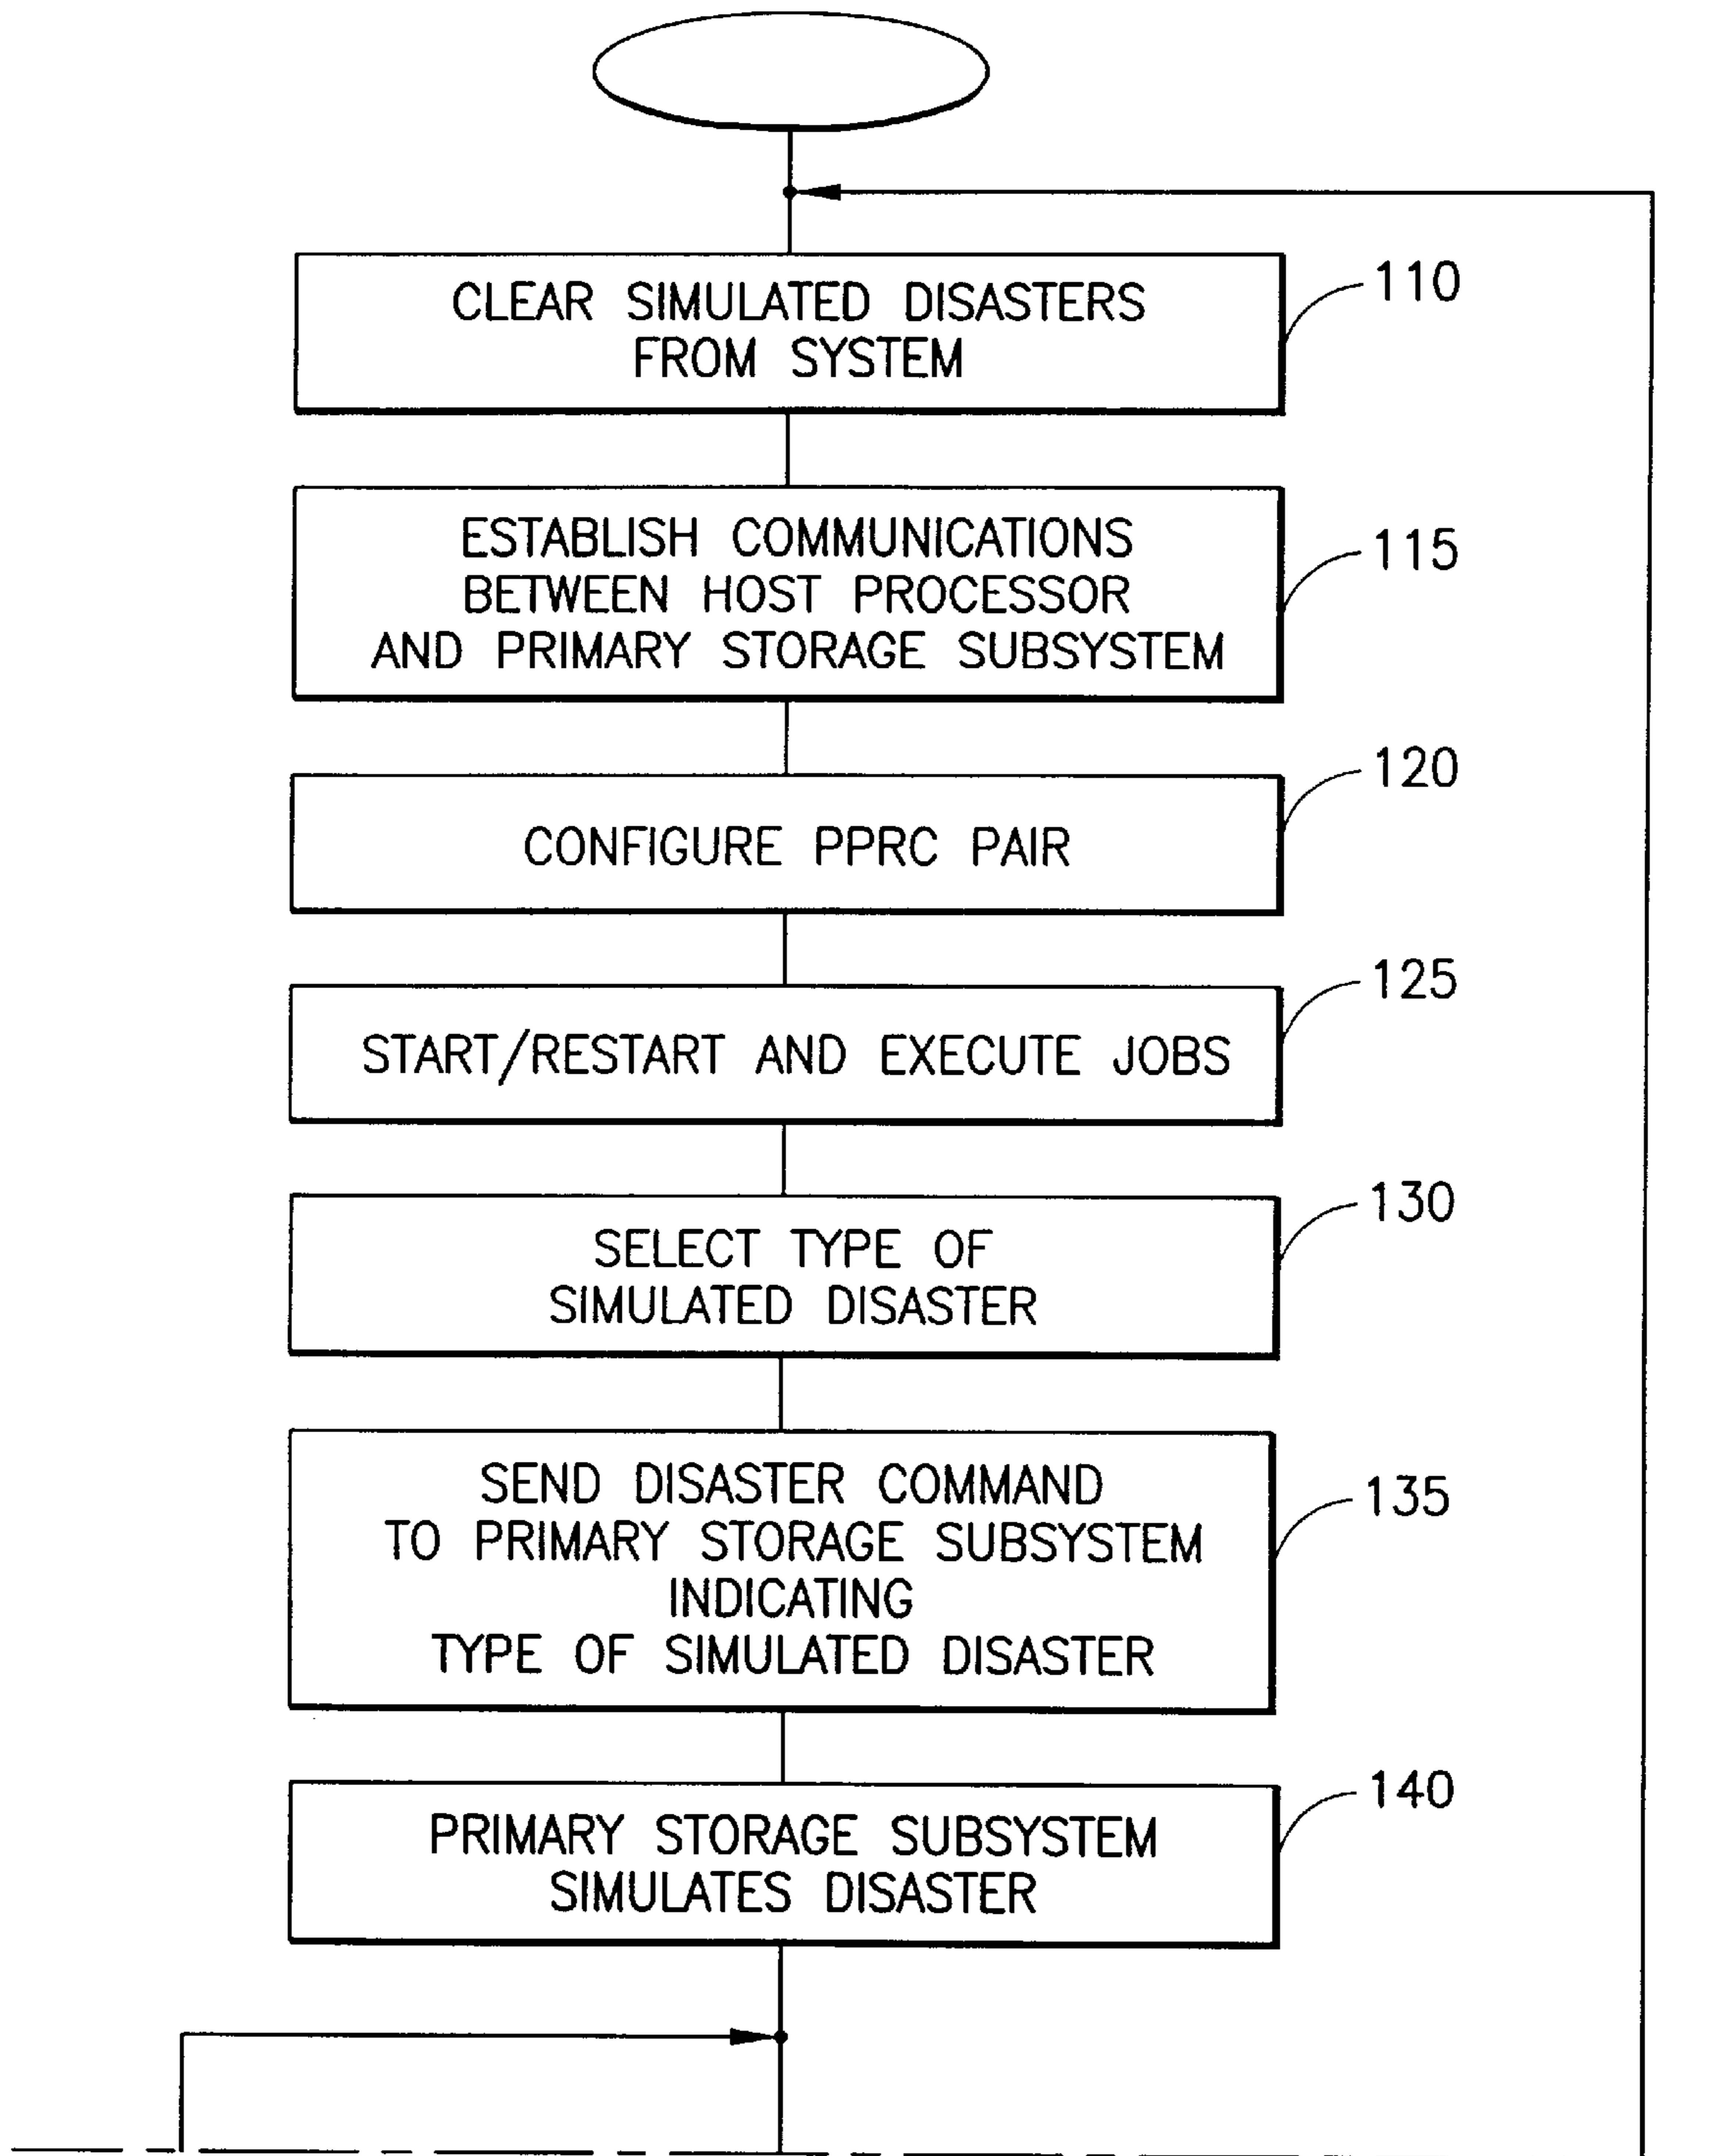 CLEAR SIMULATED DISASTERS
FROM SYSTEM
110
ESTABLISH COMMUNICATIONS
BETWEEN HOST PROCESSOR
AND PRIMARY STORAGE SUBSYSTEM
115
CONFIGURE PPRC PAIR
120
START/RESTART AND EXECUTE JOBS
125
SELECT TYPE OF
SIMULATED DISASTER
130
SEND DISASTER COMMAND
TO PRIMARY STORAGE SUBSYSTEM
INDICATING
TYPE OF SIMULATED DISASTER
135
PRIMARY STORAGE SUBSYSTEM
SIMULATES DISASTER
140